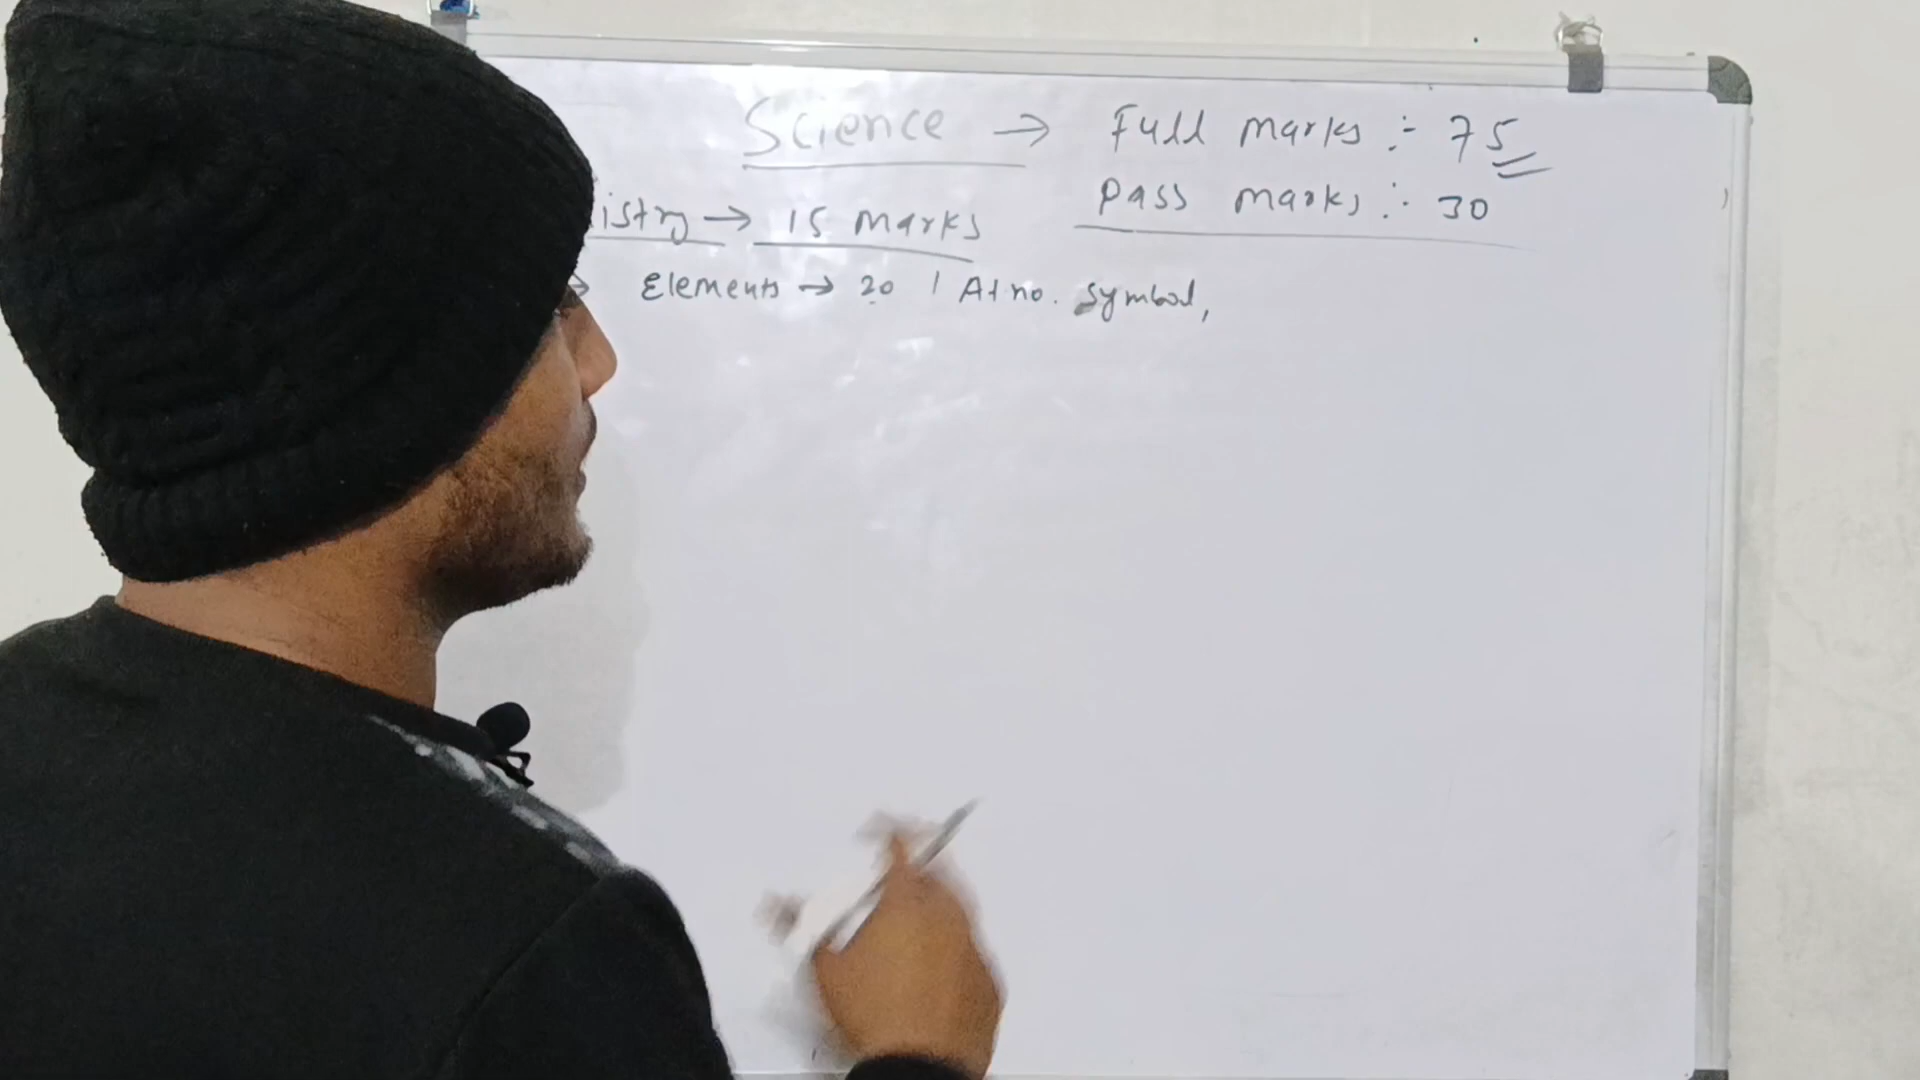 Science → Full marks :- 75
Pass marks :- 30
istry → 15 marks
→ Elements → 20 | At no. Symbol,